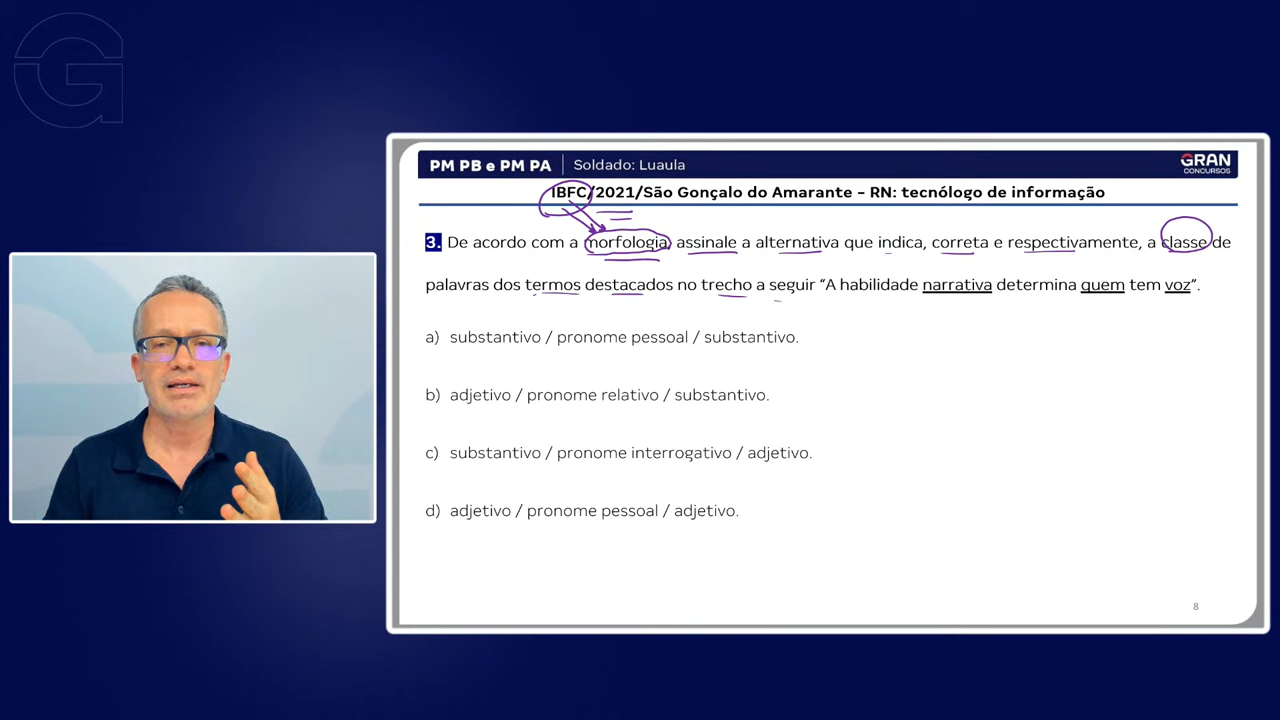 PM PB e PM PA | Soldado: Luaula
GRAN
CONCURSOS
IBFC/2021/São Gonçalo do Amarante – RN: tecnólogo de informação
3. De acordo com a morfologia, assinale a alternativa que indica, correta e respectivamente, a classe de
palavras dos termos destacados no trecho a seguir “A habilidade narrativa determina quem tem voz”.
a) substantivo / pronome pessoal / substantivo.
b) adjetivo / pronome relativo / substantivo.
c) substantivo / pronome interrogativo / adjetivo.
d) adjetivo / pronome pessoal / adjetivo.
8